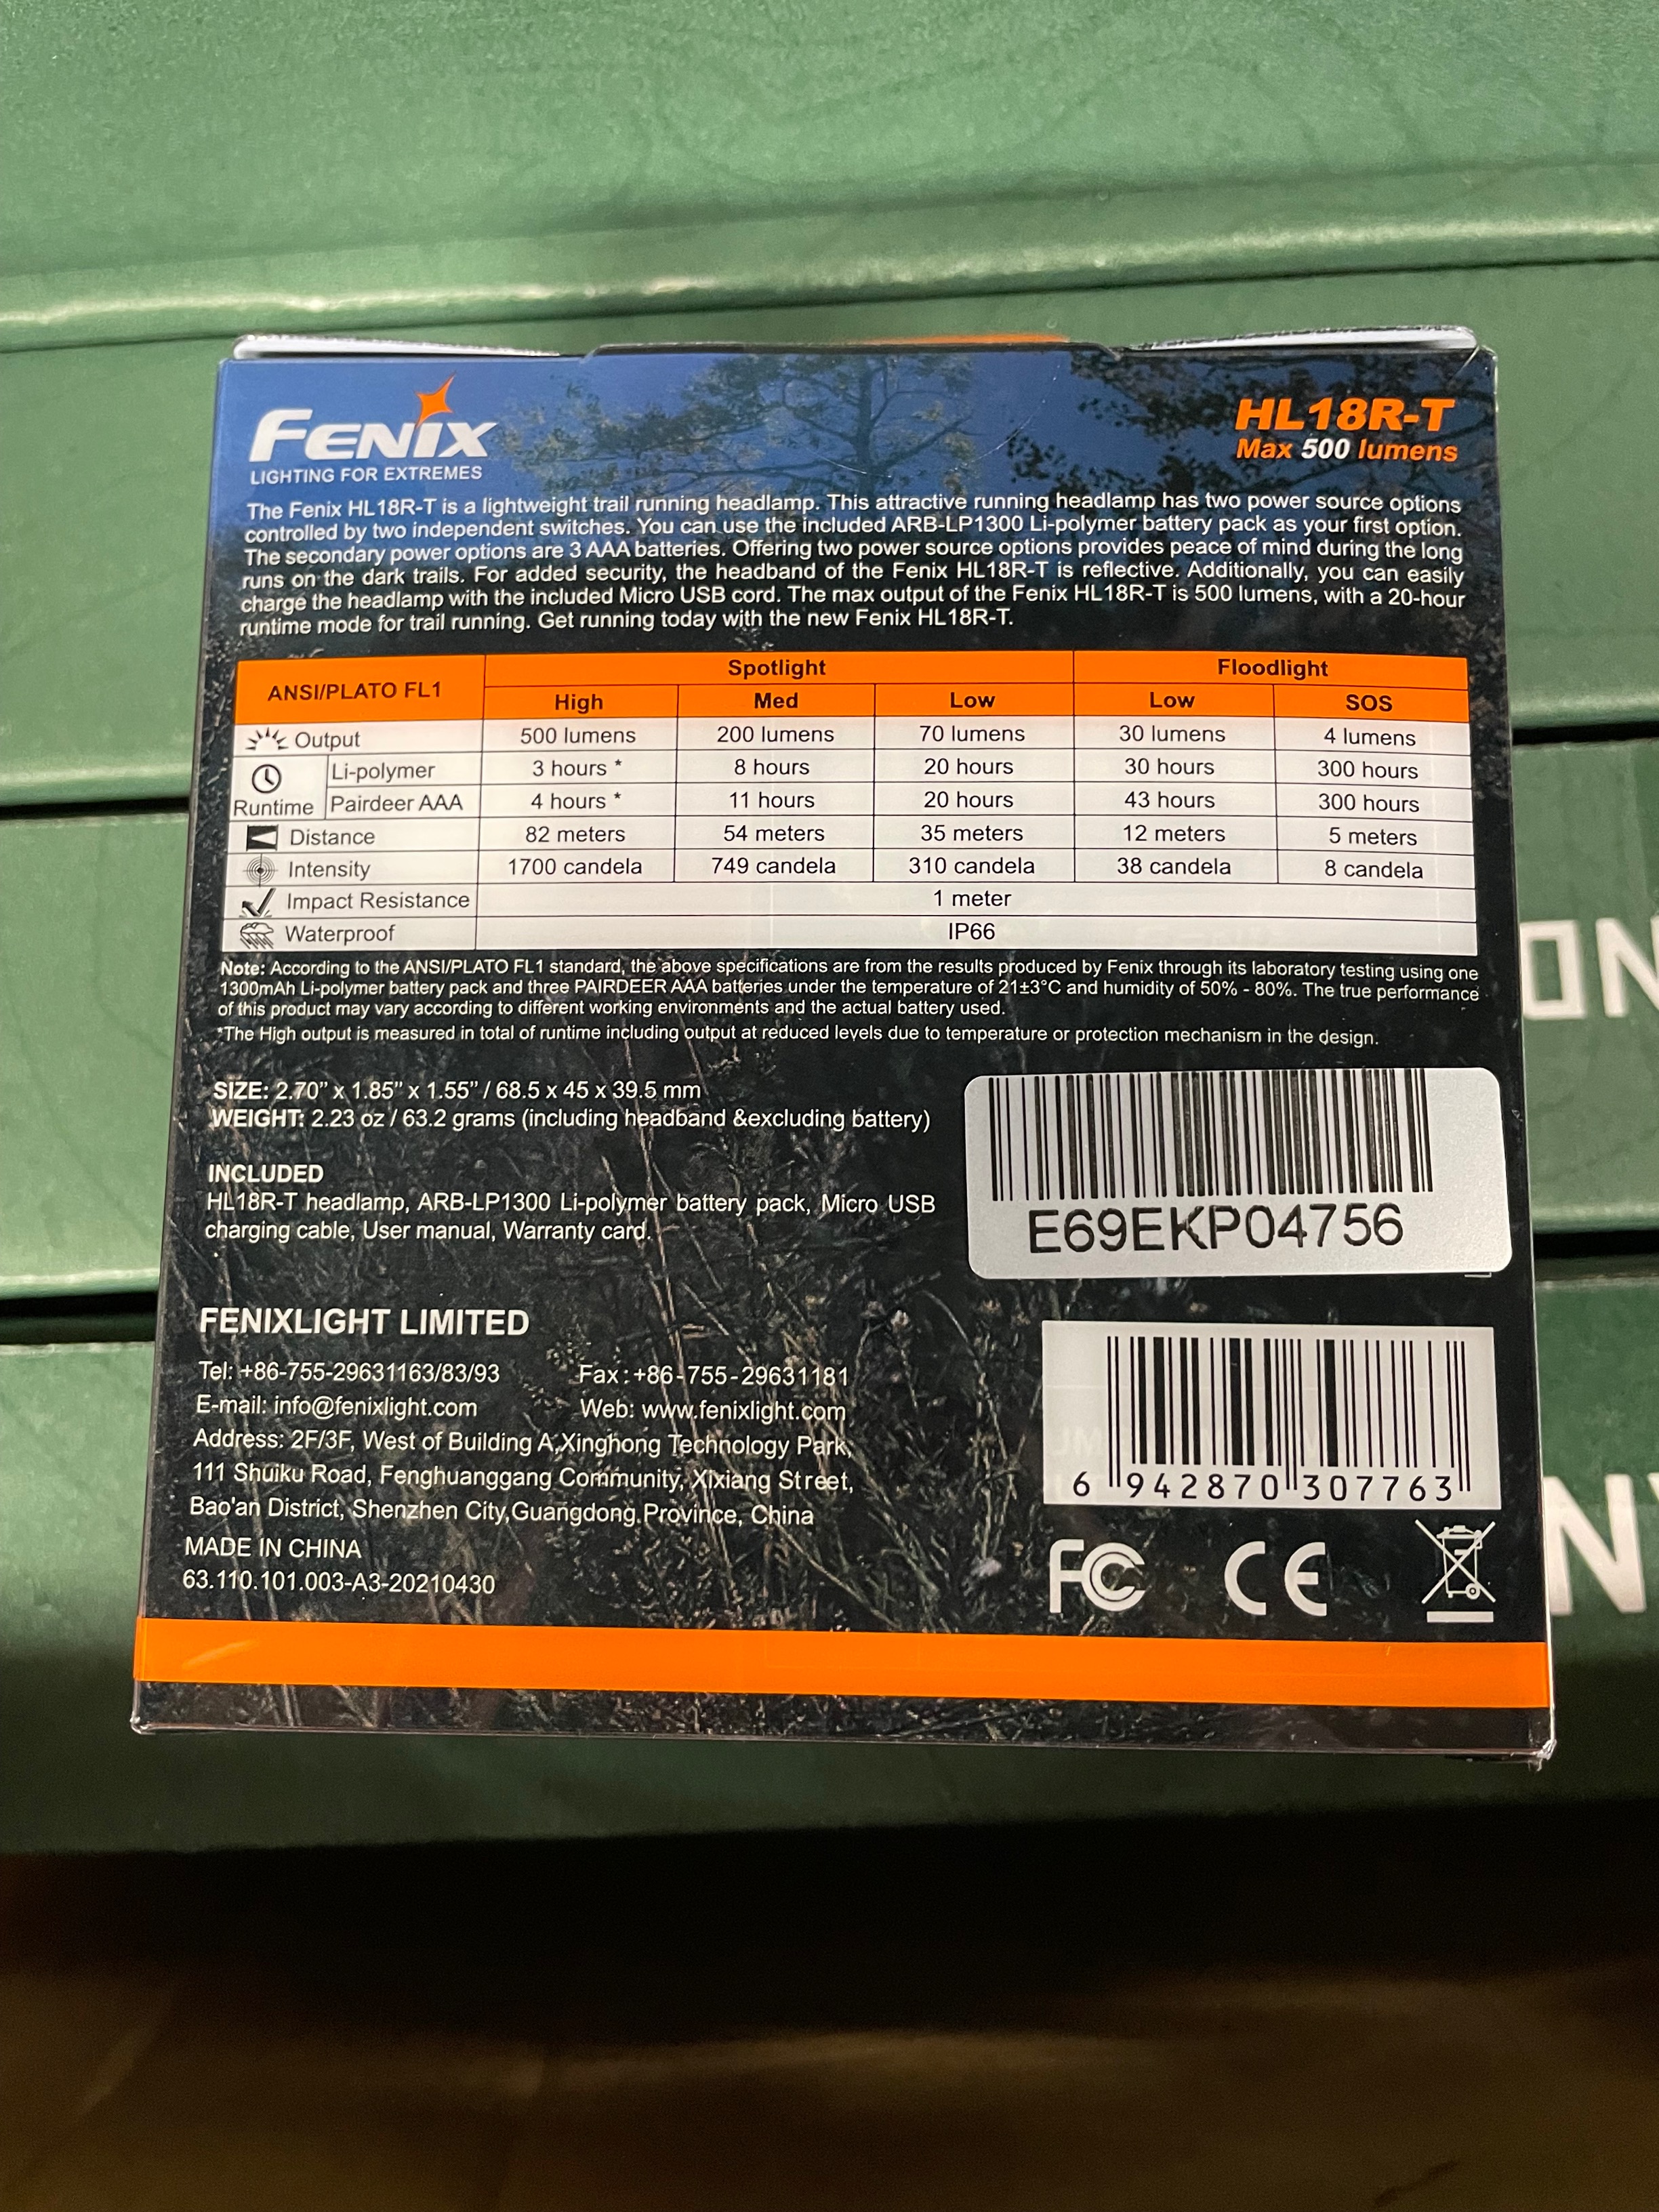 FENIX
LIGHTING FOR EXTREMES
HL18R-T
Max 500 lumens
The Fenix HL18R-T is a lightweight trail running headlamp. This attractive running headlamp has two power source options
controlled by two independent switches. You can use the included ARB-LP1300 Li-polymer battery pack as your first option.
The secondary power options are 3 AAA batteries. Offering two power source options provides peace of mind during the long
runs on the dark trails. For added security, the headband of the Fenix HL18R-T is reflective. Additionally, you can easily
charge the headlamp with the included Micro USB cord. The max output of the Fenix HL18R-T is 500 lumens, with a 20-hour
runtime mode for trail running. Get running today with the new Fenix HL18R-T.
ANSI/PLATO FL1 Spotlight Floodlight
High Med Low Low SOS
Output 500 lumens 200 lumens 70 lumens 30 lumens 4 lumens
Runtime Li-polymer 3 hours * 8 hours 20 hours 30 hours 300 hours
Pairdeer AAA 4 hours * 11 hours 20 hours 43 hours 300 hours
Distance 82 meters 54 meters 35 meters 12 meters 5 meters
Intensity 1700 candela 749 candela 310 candela 38 candela 8 candela
Impact Resistance 1 meter
Waterproof IP66
Note: According to the ANSI/PLATO FL1 standard, the above specifications are from the results produced by Fenix through its laboratory testing using one
1300mAh Li-polymer battery pack and three PAIRDEER AAA batteries under the temperature of 21±3°C and humidity of 50% - 80%. The true performance
of this product may vary according to different working environments and the actual battery used.
*The High output is measured in total of runtime including output at reduced levels due to temperature or protection mechanism in the design.
SIZE: 2.70” x 1.85” x 1.55” / 68.5 x 45 x 39.5 mm
WEIGHT: 2.23 oz / 63.2 grams (including headband &excluding battery)
INCLUDED
HL18R-T headlamp, ARB-LP1300 Li-polymer battery pack, Micro USB
charging cable, User manual, Warranty card.
E69EKP04756
FENIXLIGHT LIMITED
Tel: +86-755-29631163/83/93 Fax:+86-755-29631181
E-mail: info@fenixlight.com Web: www.fenixlight.com
Address: 2F/3F, West of Building A,Xinghong Technology Park,
111 Shuiku Road, Fenghuanggang Community, Xixiang Street,
Bao'an District, Shenzhen City,Guangdong.Province, China
MADE IN CHINA
63.110.101.003-A3-20210430
6 942870 307763
FC CE